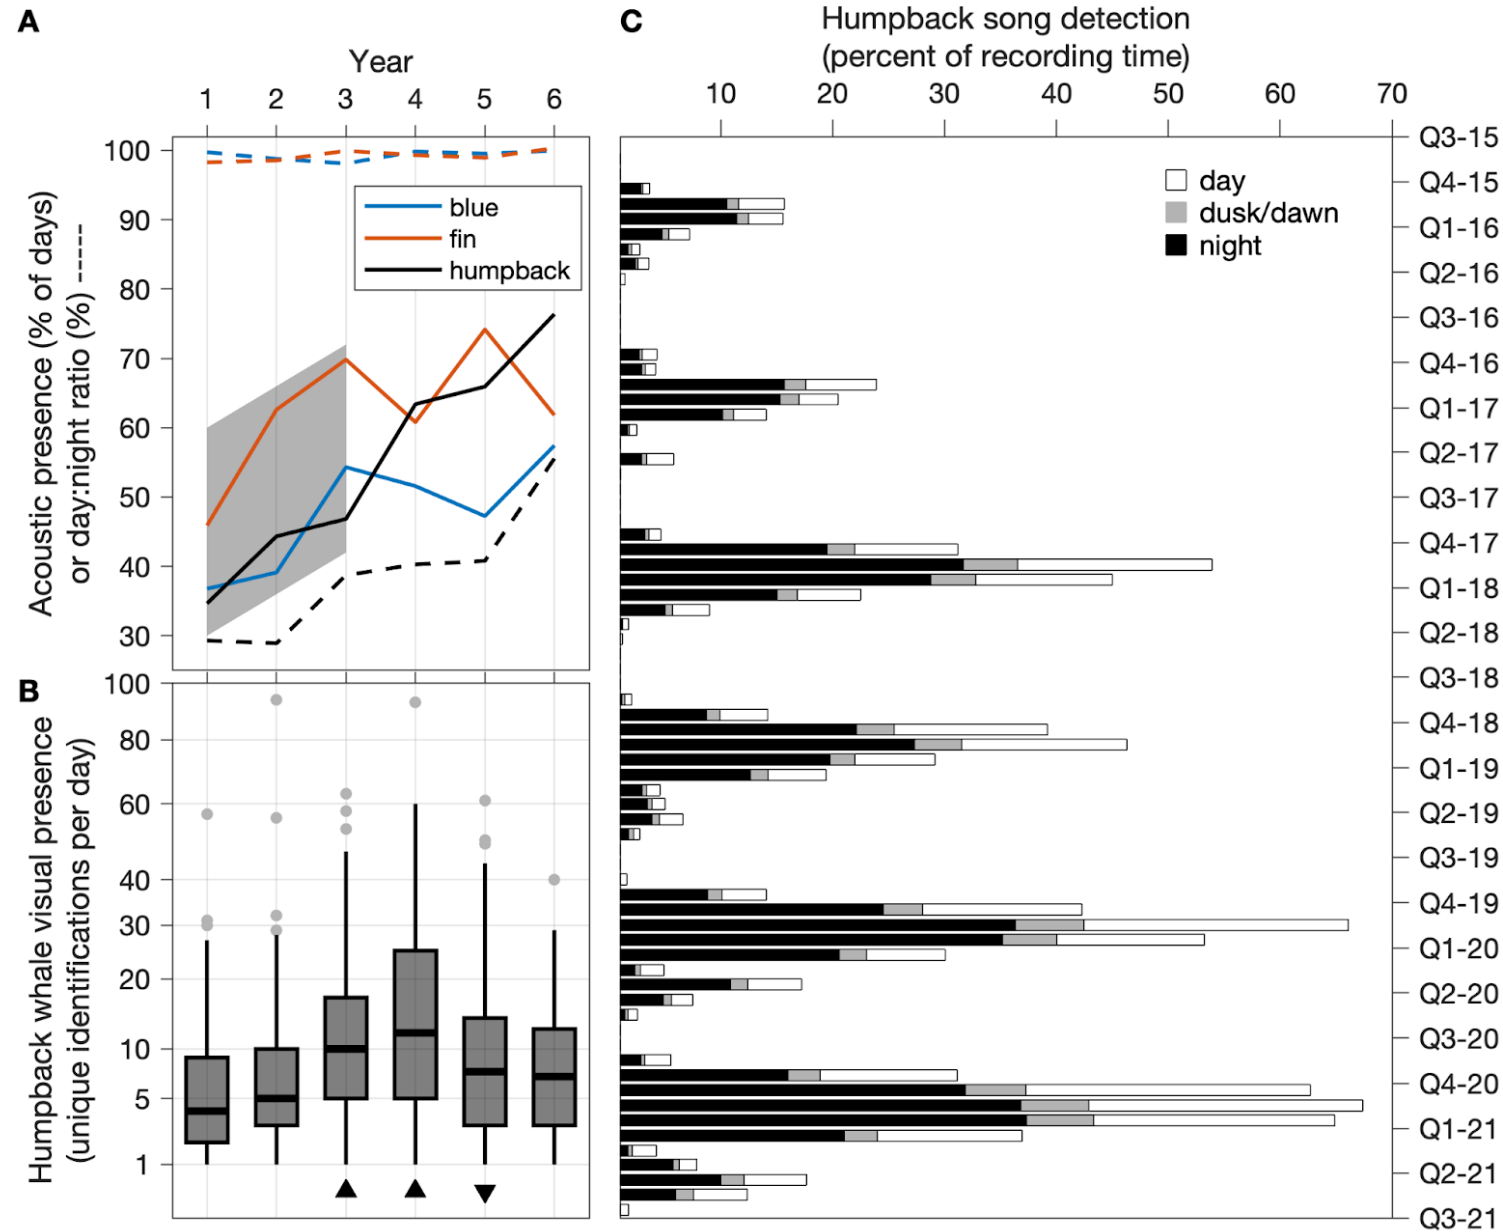 A
Year
1 2 3 4 5 6
Acoustic presence (% of days)
or day:night ratio (%) ------
100
90
80
70
60
50
40
30
blue
fin
humpback
B
Humpback whale visual presence
(unique identifications per day)
100
80
60
40
30
20
10
5
1
C
Humpback song detection
(percent of recording time)
10 20 30 40 50 60 70
day
dusk/dawn
night
Q3-15
Q4-15
Q1-16
Q2-16
Q3-16
Q4-16
Q1-17
Q2-17
Q3-17
Q4-17
Q1-18
Q2-18
Q3-18
Q4-18
Q1-19
Q2-19
Q3-19
Q4-19
Q1-20
Q2-20
Q3-20
Q4-20
Q1-21
Q2-21
Q3-21